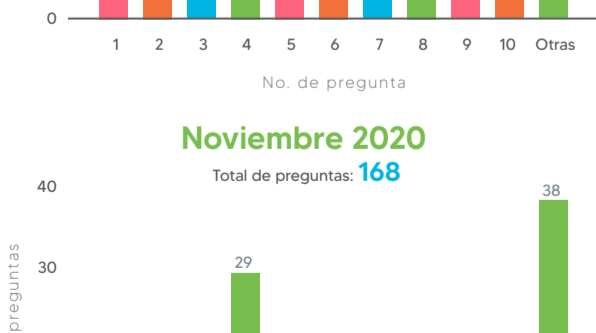 0
1 2 3 4 5 6 7 8 9 10 Otras
No. de pregunta
Noviembre 2020
Total de preguntas: 168
40
38
preguntas
30
29